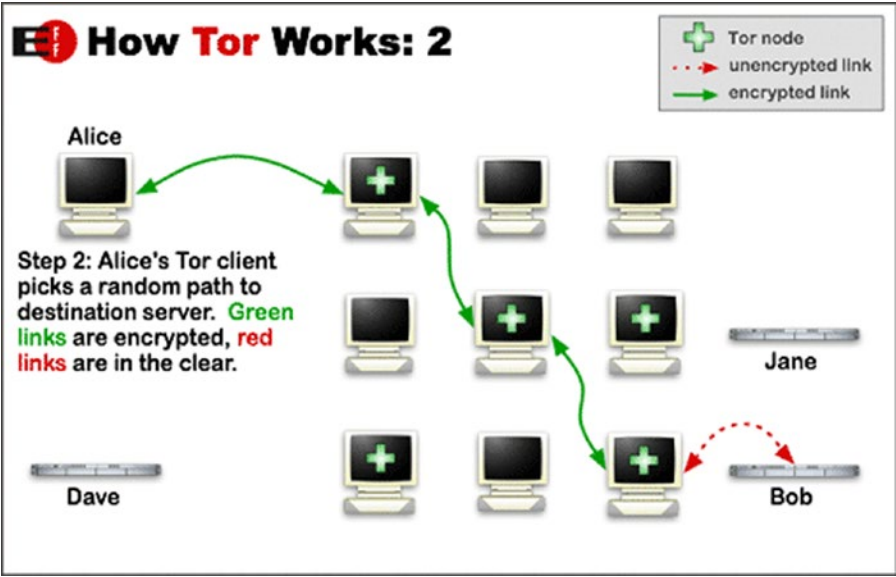 EFF How Tor Works: 2
Tor node
unencrypted link
encrypted link
Alice
Step 2: Alice's Tor client
picks a random path to
destination server. Green
links are encrypted, red
links are in the clear.
Jane
Dave
Bob